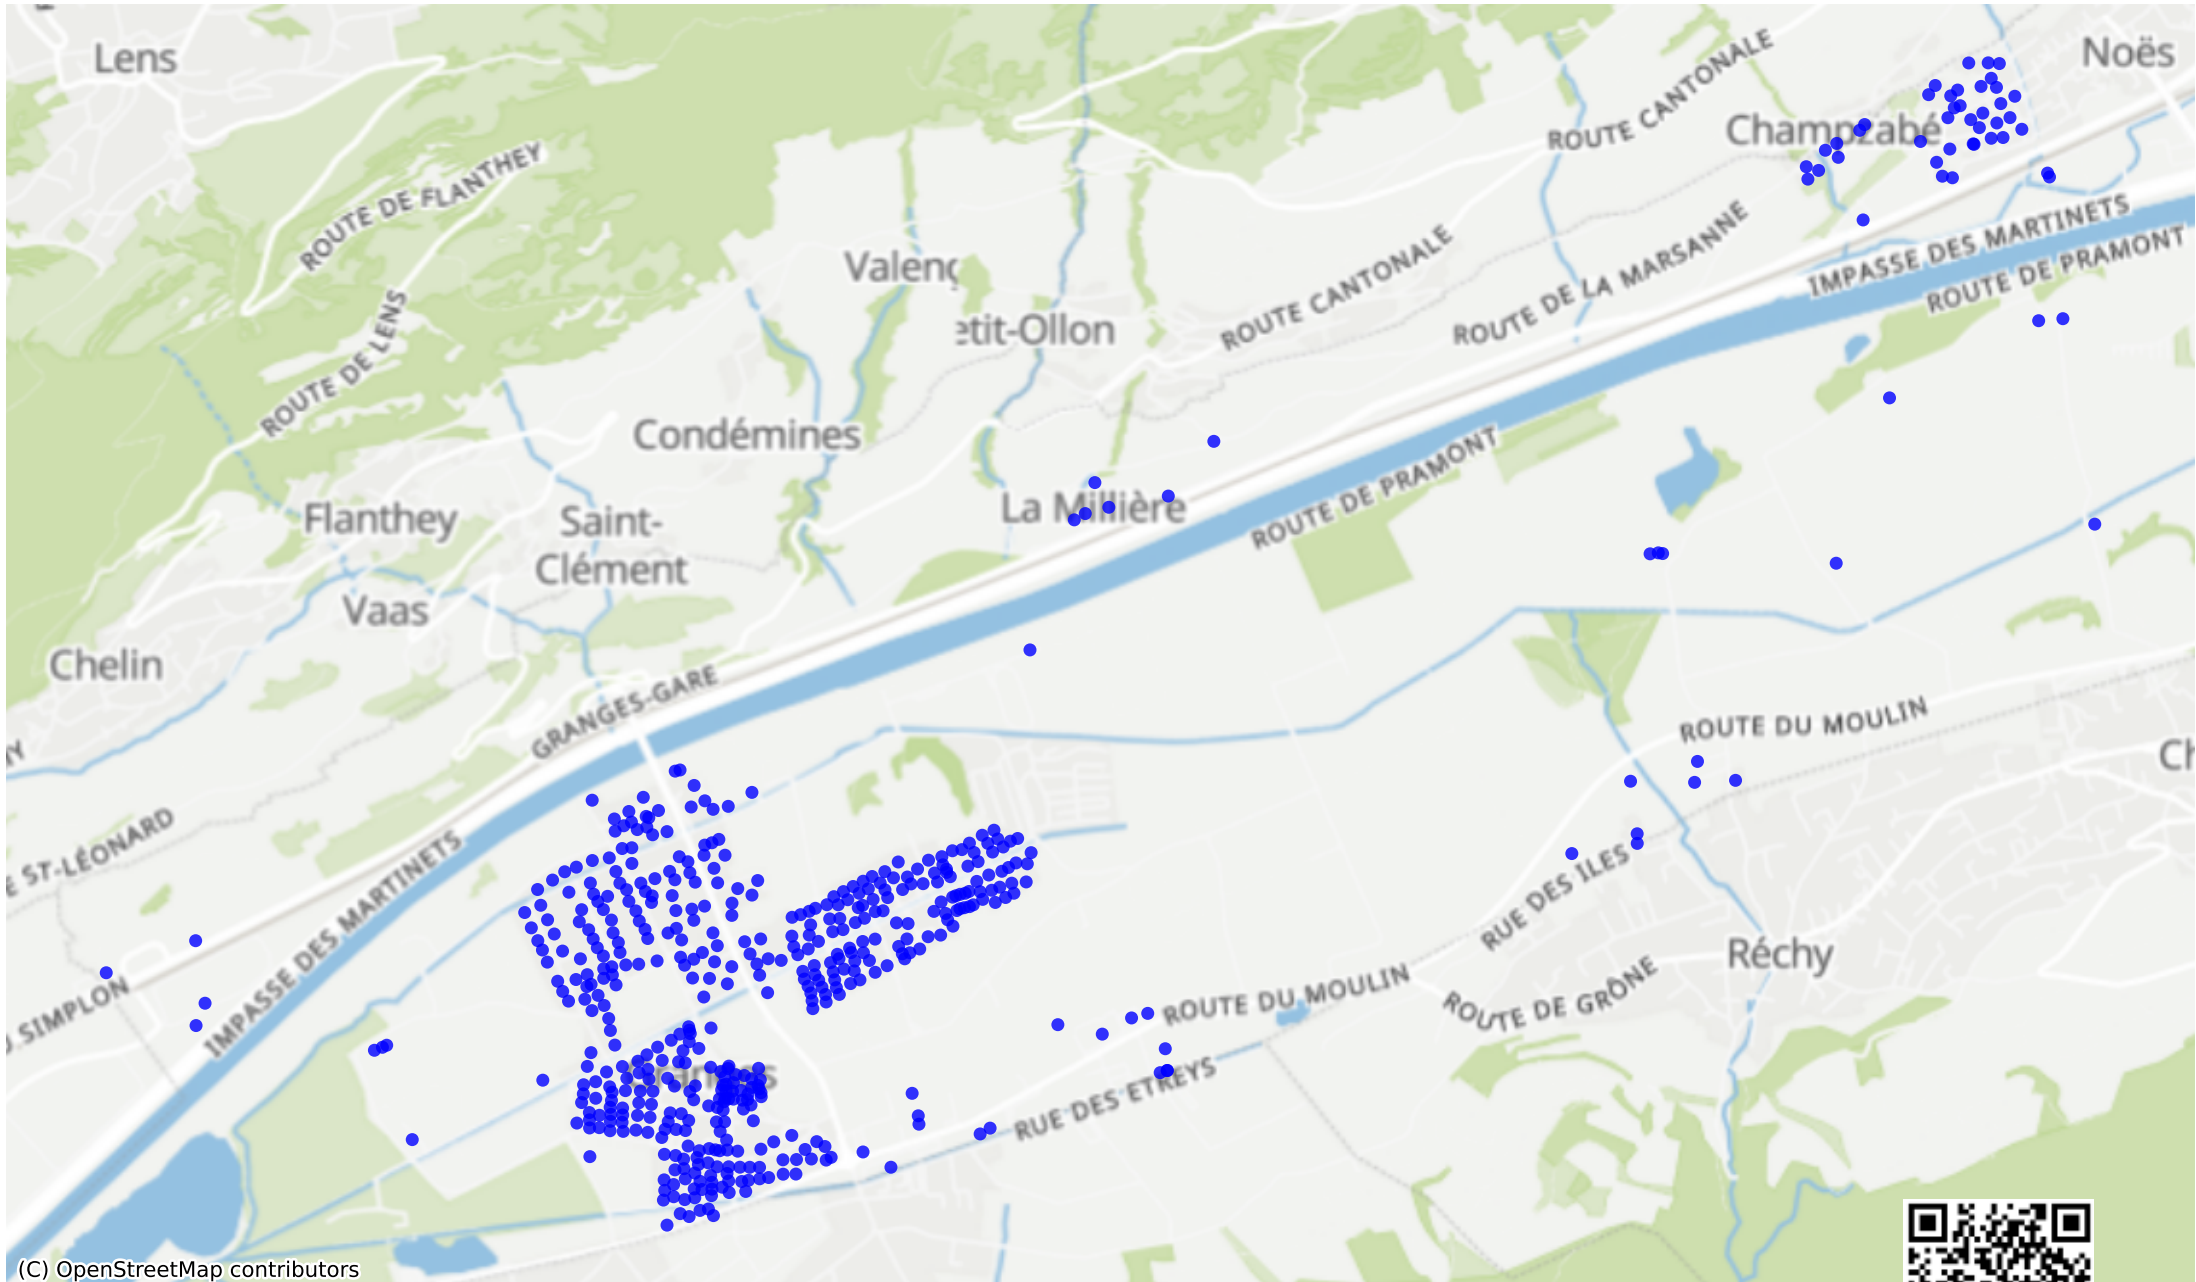 Lens
Noës
ROUTE CANTONALE
Champzabé
ROUTE DE FLANTHEY
IMPASSE DES MARTINETS
ROUTE DE PRAMONT
Valenç
ROUTE CANTONALE
ROUTE DE LA MARSANNE
etit-Ollon
ROUTE DE LENS
Condémines
ROUTE DE PRAMONT
La Millière
Flanthey
Saint-
Clément
Vaas
Chelin
GRANGES-GARE
ROUTE DU MOULIN
Ch
E ST-LÉONARD
IMPASSE DES MARTINETS
RUE DES ILES
Réchy
SIMPLON
ROUTE DU MOULIN
ROUTE DE GRÔNE
RUE DES ETREYS
(C) OpenStreetMap contributors